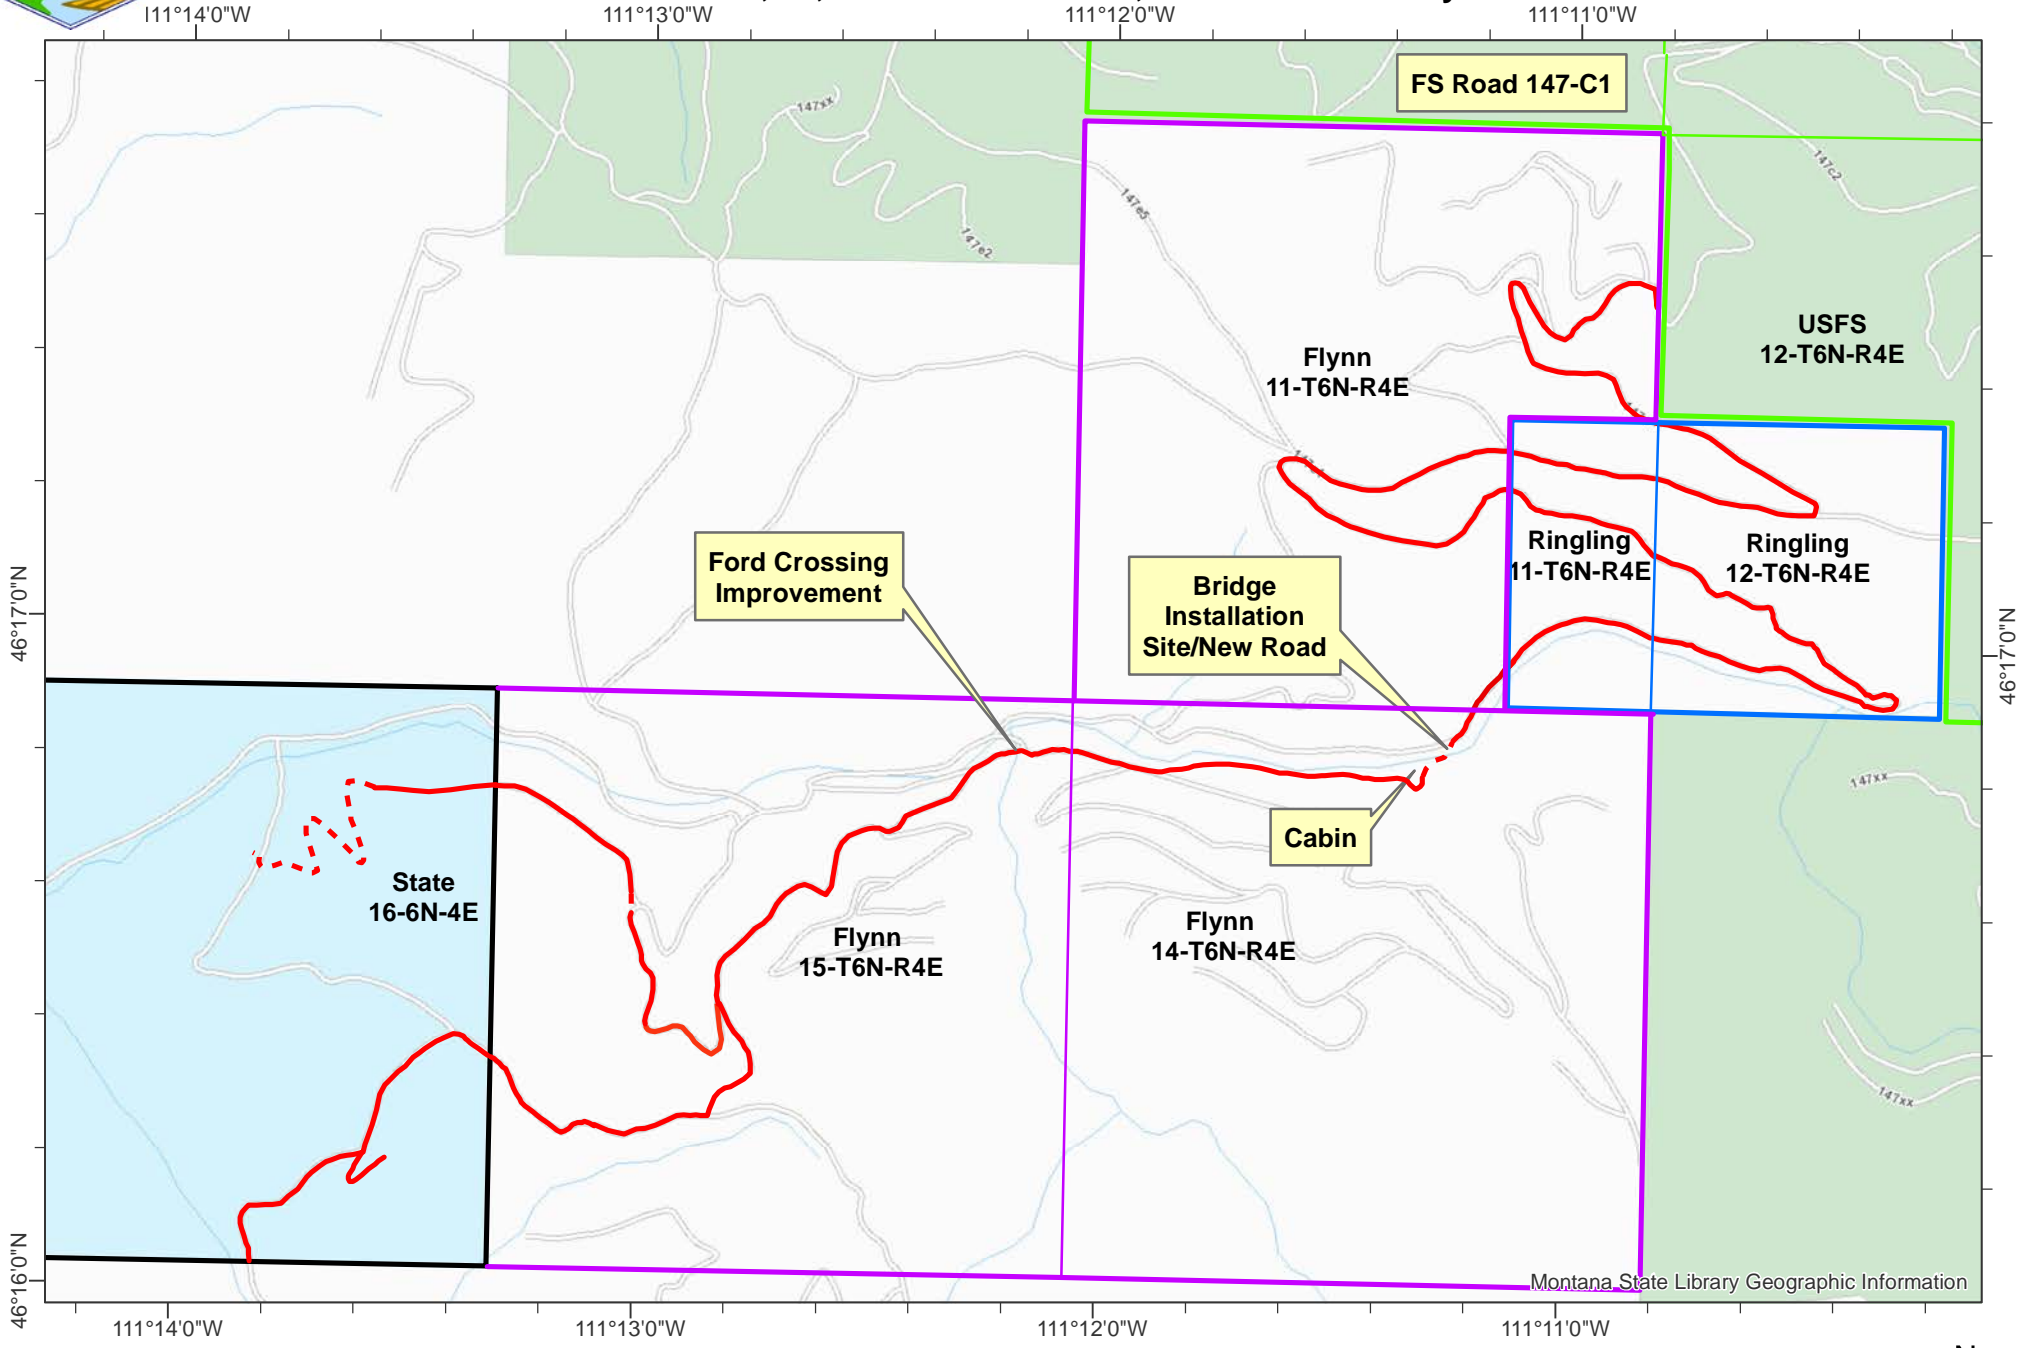 111°14'0"W
111°13'0"W
111°12'0"W
111°11'0"W
FS Road 147-C1
147xx
147c2
147e5
147e2
USFS
12-T6N-R4E
Flynn
11-T6N-R4E
Ford Crossing
Improvement
Bridge
Installation
Site/New Road
Ringling
11-T6N-R4E
Ringling
12-T6N-R4E
46°17'0"N
46°17'0"N
147xx
Cabin
State
16-6N-4E
Flynn
15-T6N-R4E
Flynn
14-T6N-R4E
147xx
46°16'0"N
Montana State Library Geographic Information
111°14'0"W
111°13'0"W
111°12'0"W
111°11'0"W